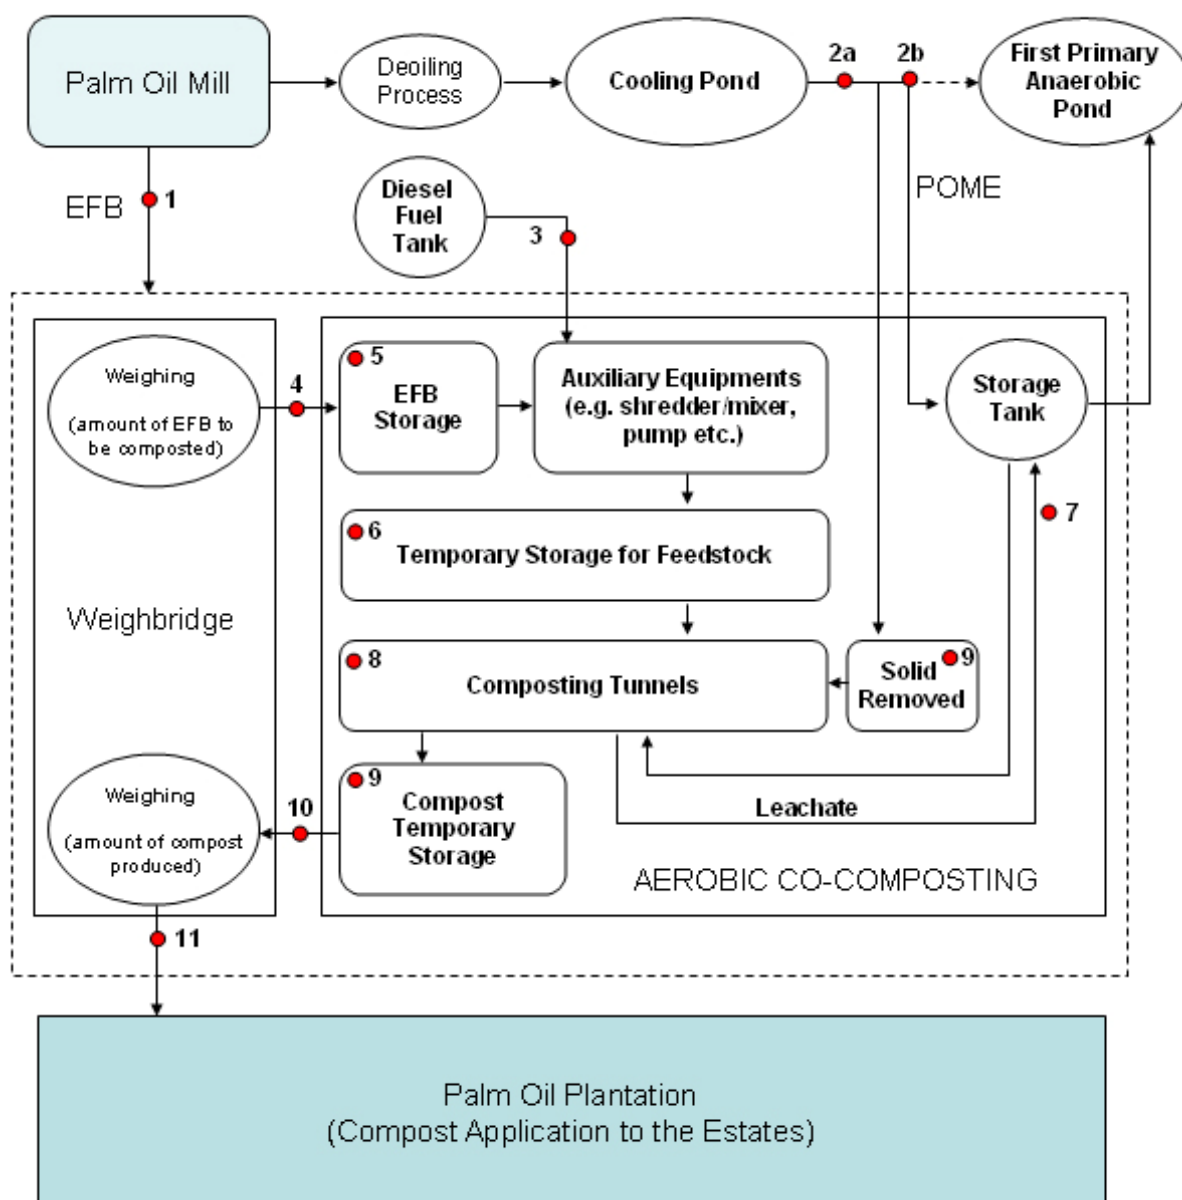 Palm Oil Mill
Deoiling
Process
Cooling Pond
2a
2b
First Primary
Anaerobic
Pond
EFB
1
Diesel
Fuel
Tank
3
POME
Weighing
(amount of EFB to
be composted)
4
5
EFB
Storage
Auxiliary Equipments
(e.g. shredder/mixer,
pump etc.)
Storage
Tank
7
6
Temporary Storage for Feedstock
Weighbridge
8
Composting Tunnels
9
Solid
Removed
Weighing
(amount of compost
produced)
10
9
Compost
Temporary
Storage
Leachate
AEROBIC CO-COMPOSTING
11
Palm Oil Plantation
(Compost Application to the Estates)